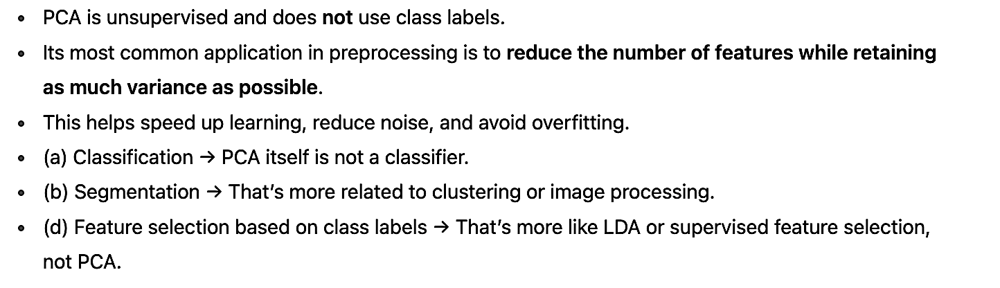 • PCA is unsupervised and does not use class labels.
• Its most common application in preprocessing is to reduce the number of features while retaining
as much variance as possible.
• This helps speed up learning, reduce noise, and avoid overfitting.
• (a) Classification → PCA itself is not a classifier.
• (b) Segmentation → That’s more related to clustering or image processing.
• (d) Feature selection based on class labels → That’s more like LDA or supervised feature selection,
not PCA.